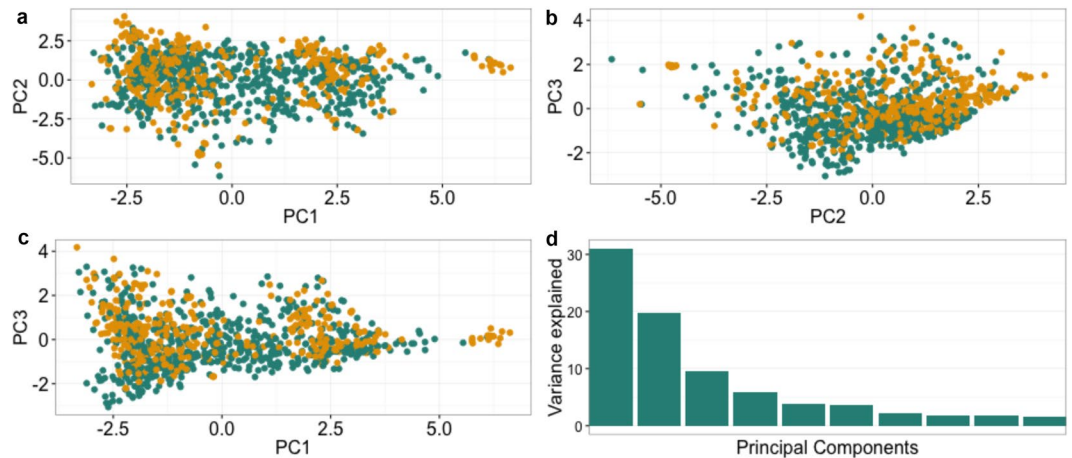 a
2.5
0.0
-2.5
-5.0
PC2
-2.5 0.0 2.5 5.0
PC1
b
4
2
0
-2
PC3
-5.0 -2.5 0.0 2.5
PC2
c
4
2
0
-2
PC3
-2.5 0.0 2.5 5.0
PC1
d
30
20
10
0
Variance explained
Principal Components